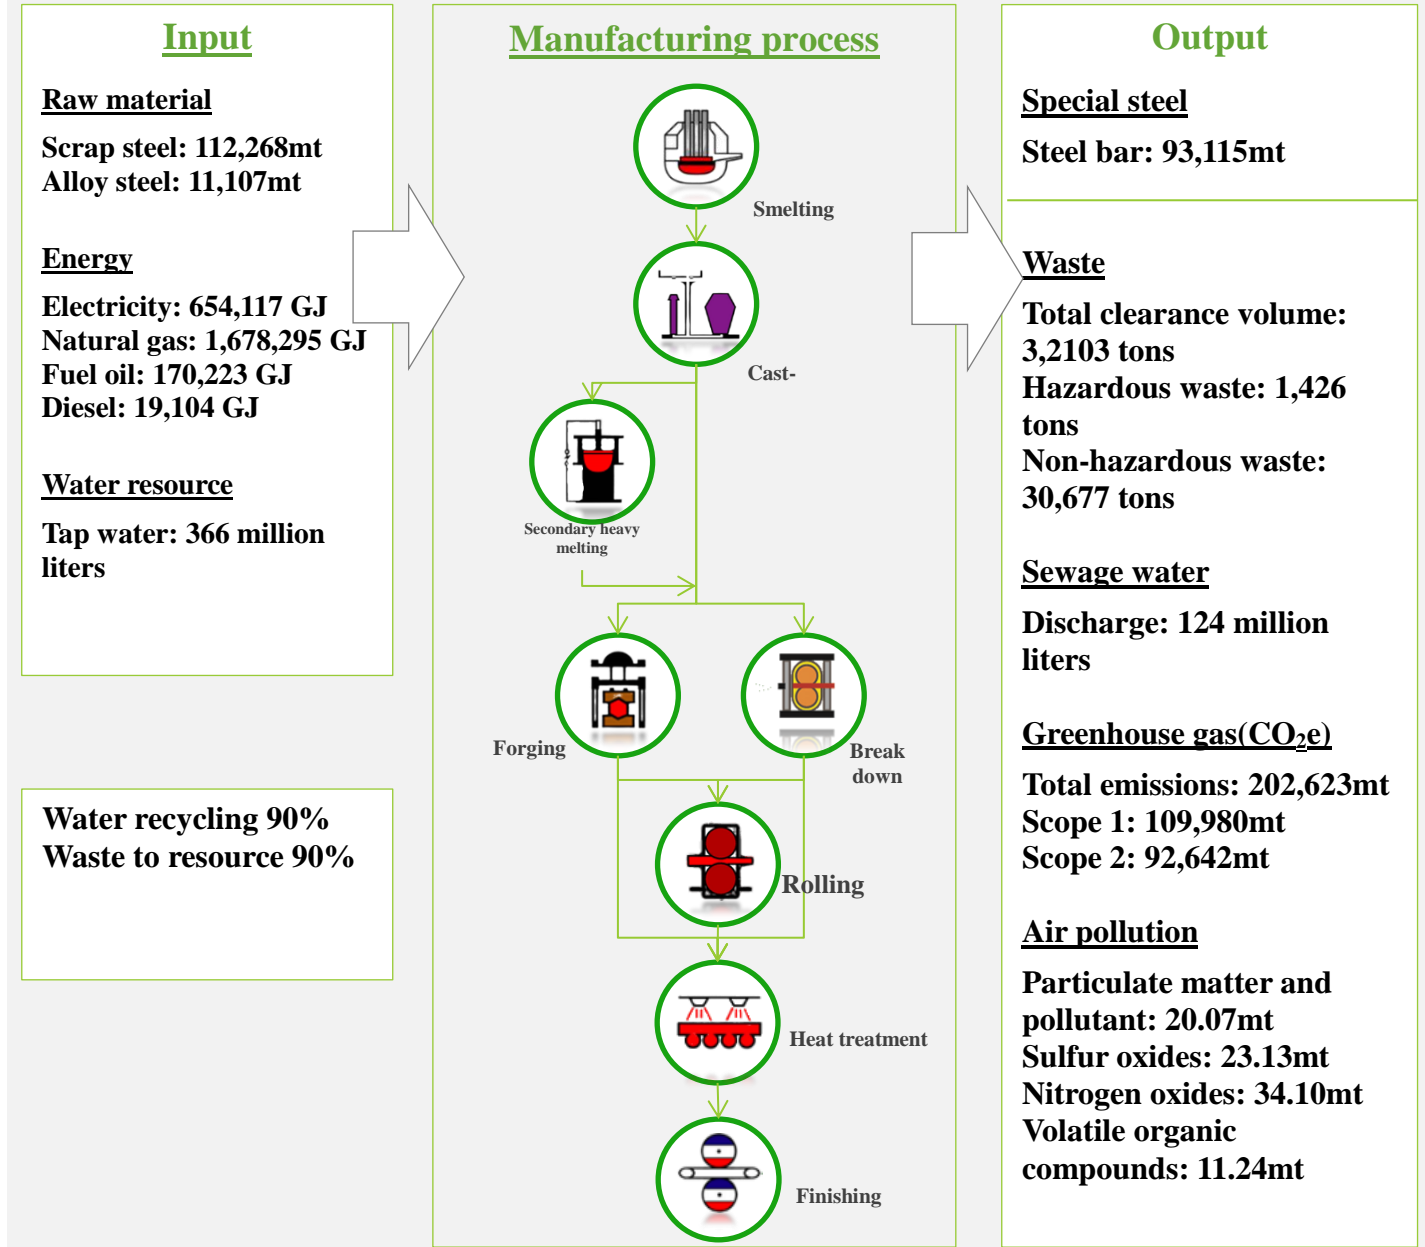 Input
Raw material
Scrap steel: 112,268mt
Alloy steel: 11,107mt
Energy
Electricity: 654,117 GJ
Natural gas: 1,678,295 GJ
Fuel oil: 170,223 GJ
Diesel: 19,104 GJ
Water resource
Tap water: 366 million
liters
Water recycling 90%
Waste to resource 90%
Manufacturing process
Smelting
Cast-
Secondary heavy
melting
Forging
Break
down
Rolling
Heat treatment
Finishing
Output
Special steel
Steel bar: 93,115mt
Waste
Total clearance volume:
3,2103 tons
Hazardous waste: 1,426
tons
Non-hazardous waste:
30,677 tons
Sewage water
Discharge: 124 million
liters
Greenhouse gas(CO₂e)
Total emissions: 202,623mt
Scope 1: 109,980mt
Scope 2: 92,642mt
Air pollution
Particulate matter and
pollutant: 20.07mt
Sulfur oxides: 23.13mt
Nitrogen oxides: 34.10mt
Volatile organic
compounds: 11.24mt